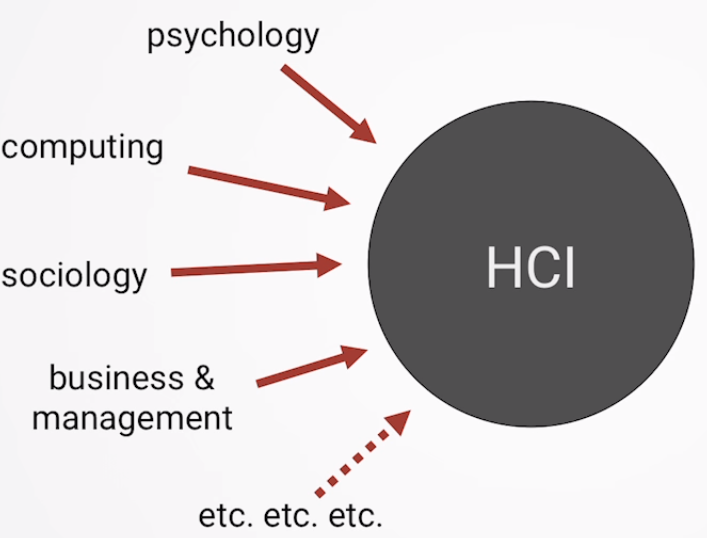 psychology
computing
HCI
sociology
business &
management
etc. etc. etc.